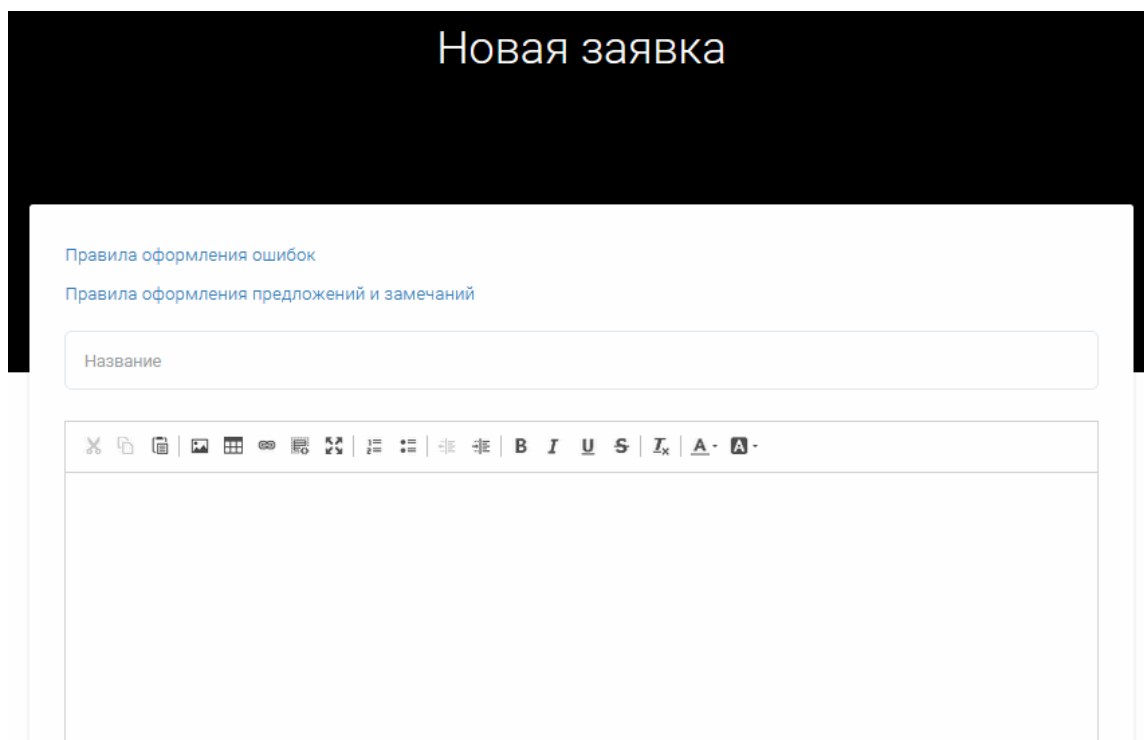 Новая заявка
Правила оформления ошибок
Правила оформления предложений и замечаний
Название